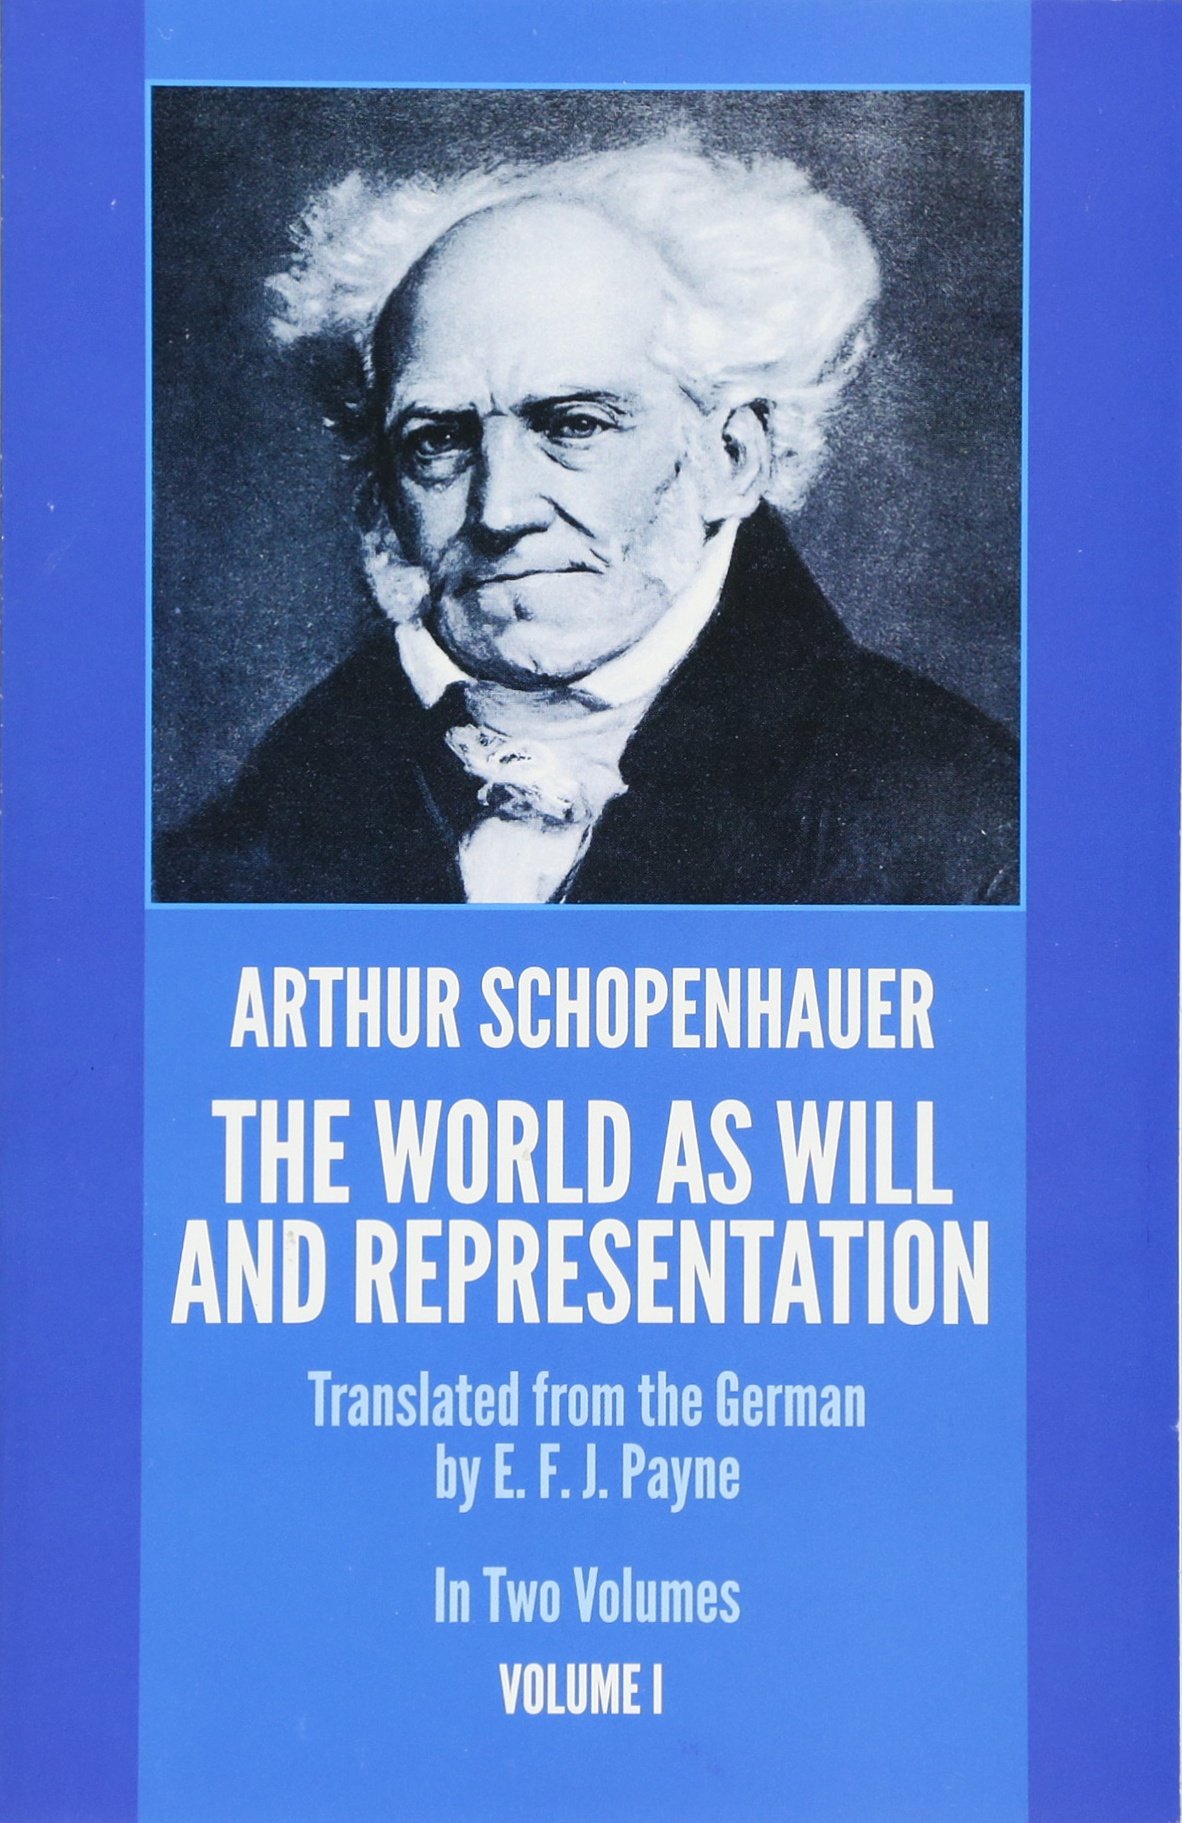 ARTHUR SCHOPENHAUER
THE WORLD AS WILL
AND REPRESENTATION
Translated from the German
by E. F. J. Payne
In Two Volumes
VOLUME I